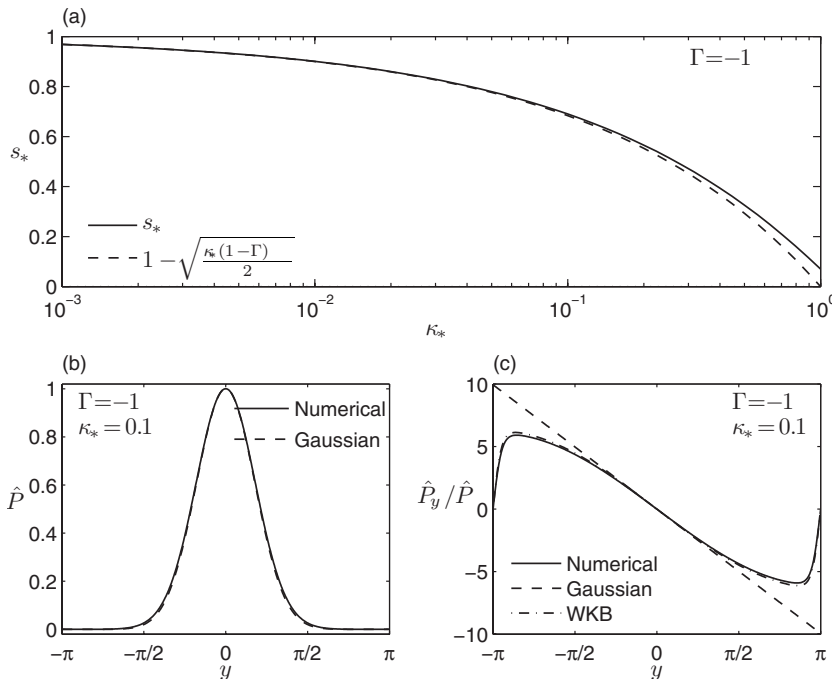 (a)
1
0.8
0.6
0.4
0.2
0
s*
Γ=−1
s*
1−√(κ*(1−Γ)/2)
10⁻³ 10⁻² 10⁻¹ 10⁰
κ*
(b)
1
0.8
0.6
0.4
0.2
0
P̂
Γ=−1
κ*=0.1
Numerical
Gaussian
−π −π/2 0 π/2 π
y
(c)
10
5
0
−5
−10
P̂y/P̂
Γ=−1
κ*=0.1
Numerical
Gaussian
WKB
−π −π/2 0 π/2 π
y